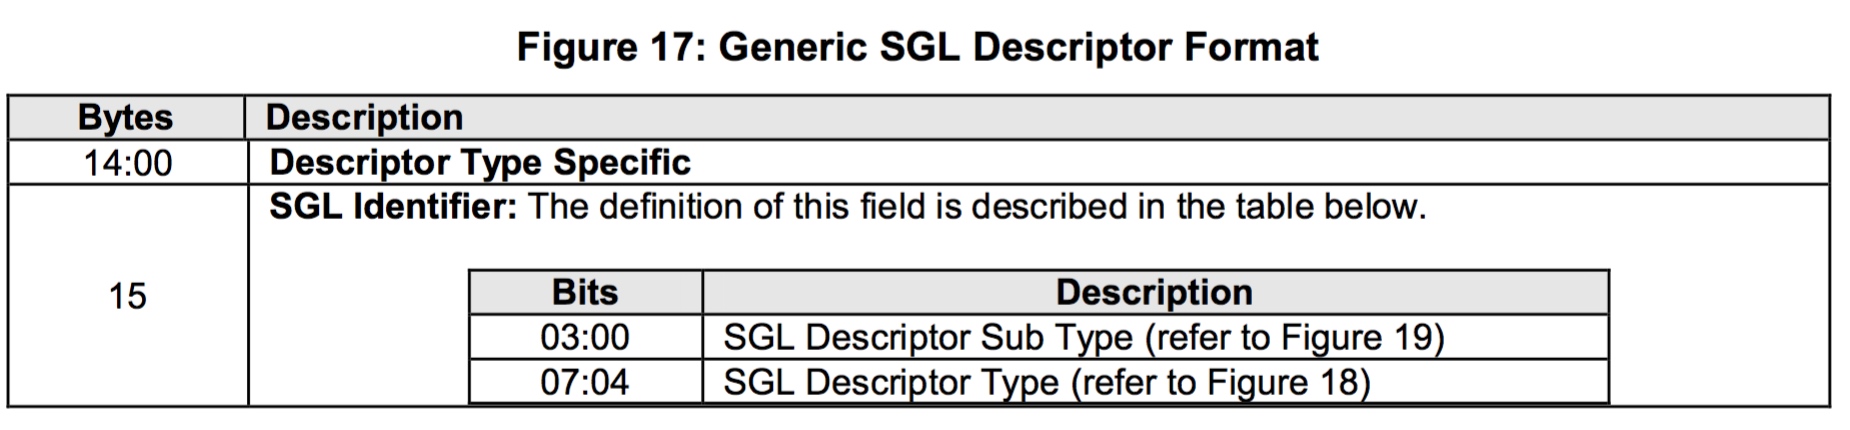 Figure 17: Generic SGL Descriptor Format
Bytes Description
14:00 Descriptor Type Specific
SGL Identifier: The definition of this field is described in the table below.
15
Bits Description
03:00 SGL Descriptor Sub Type (refer to Figure 19)
07:04 SGL Descriptor Type (refer to Figure 18)